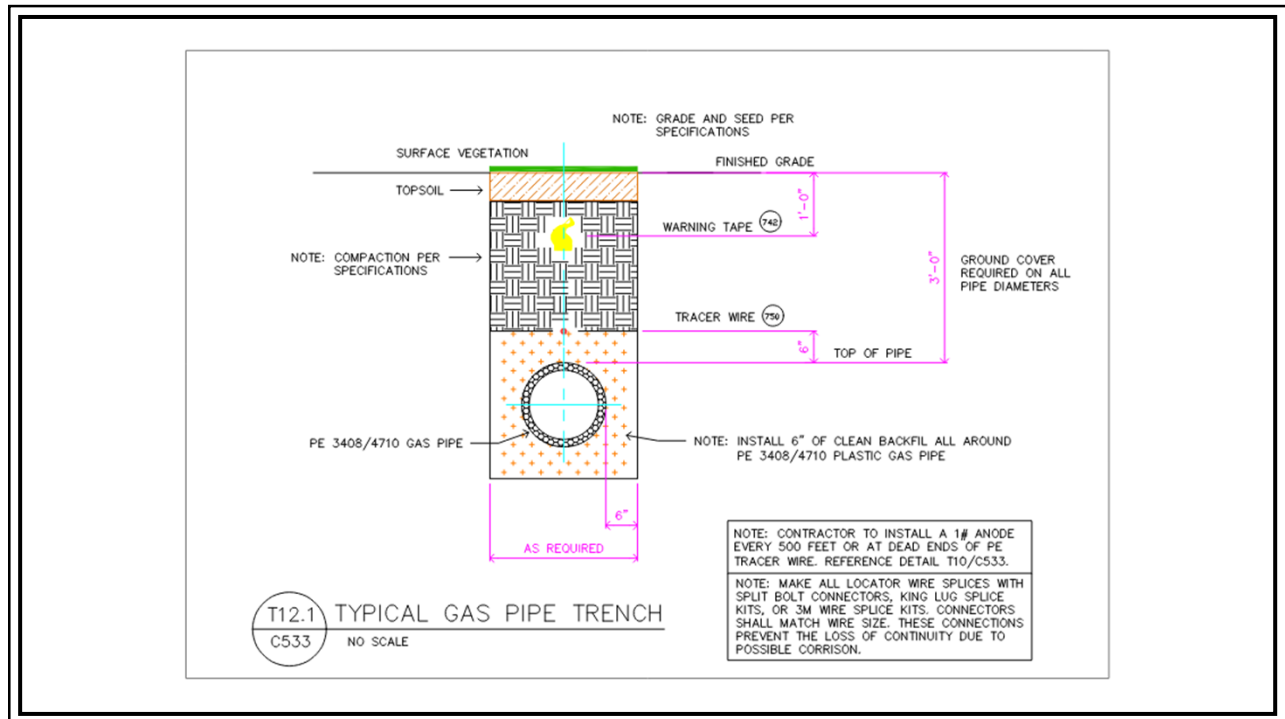 NOTE: GRADE AND SEED PER
SPECIFICATIONS
SURFACE VEGETATION
FINISHED GRADE
TOPSOIL
1'-0"
WARNING TAPE 742
NOTE: COMPACTION PER
SPECIFICATIONS
3'-0"
GROUND COVER
REQUIRED ON ALL
PIPE DIAMETERS
TRACER WIRE 750
6"
TOP OF PIPE
PE 3408/4710 GAS PIPE
NOTE: INSTALL 6" OF CLEAN BACKFIL ALL AROUND
PE 3408/4710 PLASTIC GAS PIPE
6"
AS REQUIRED
NOTE: CONTRACTOR TO INSTALL A 1# ANODE
EVERY 500 FEET OR AT DEAD ENDS OF PE
TRACER WIRE. REFERENCE DETAIL T10/C533.
NOTE: MAKE ALL LOCATOR WIRE SPLICES WITH
SPLIT BOLT CONNECTORS, KING LUG SPLICE
KITS, OR 3M WIRE SPLICE KITS. CONNECTORS
SHALL MATCH WIRE SIZE. THESE CONNECTIONS
PREVENT THE LOSS OF CONTINUITY DUE TO
POSSIBLE CORRISON.
T12.1 TYPICAL GAS PIPE TRENCH
C533 NO SCALE